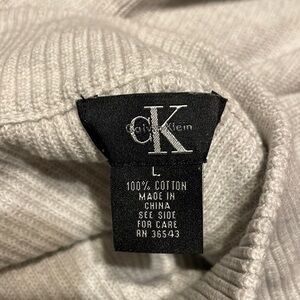 cK
Calvin Klein
L
100% COTTON
MADE IN
CHINA
SEE SIDE
FOR CARE
RN 36543